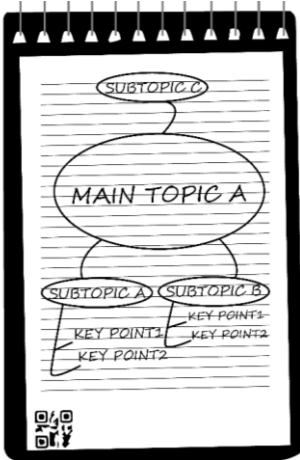 SUBTOPIC C
MAIN TOPIC A
SUBTOPIC A
KEY POINT1
KEY POINT2
SUBTOPIC B
KEY POINT1
KEY POINT2